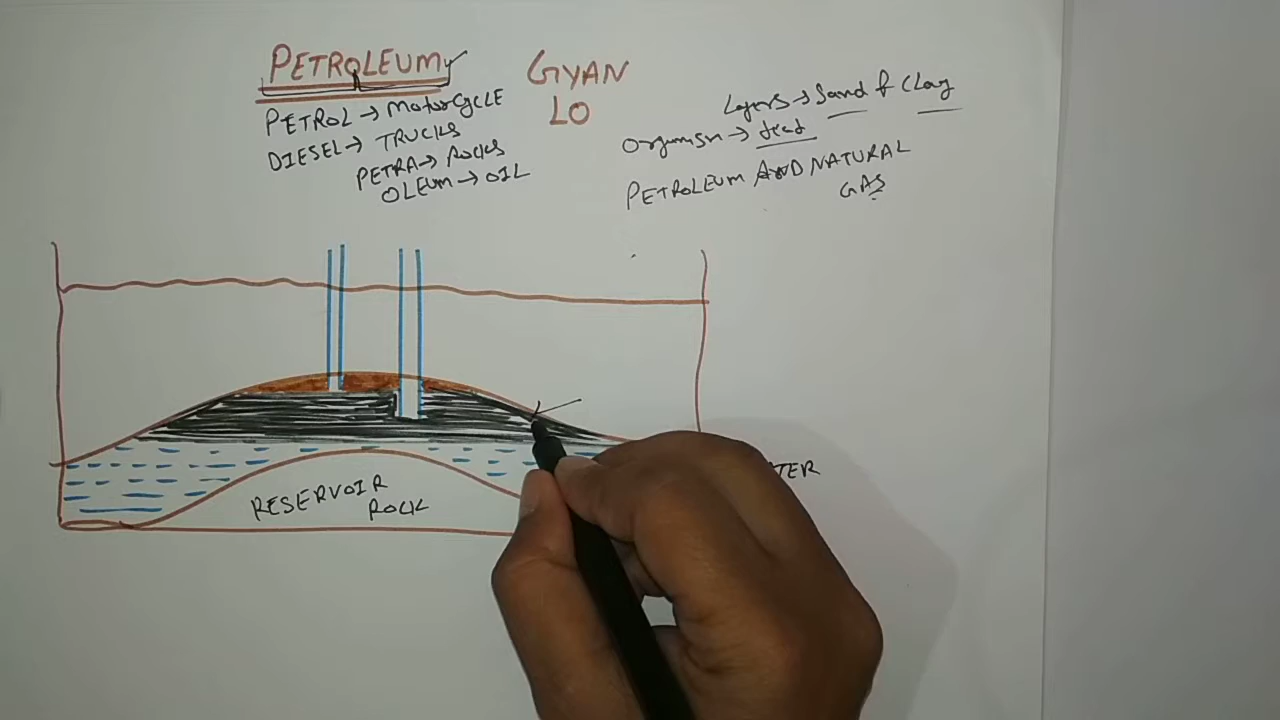 PETROLEUM
GYAN
LO
PETROL → MotorCYCLE
DIESEL → TRUCKS
PETRA → ROCKS
OLEUM → OIL
Layers → Sand & Clay
Organism → dead
PETROLEUM AND NATURAL
GAS
RESERVOIR
ROCK
TER